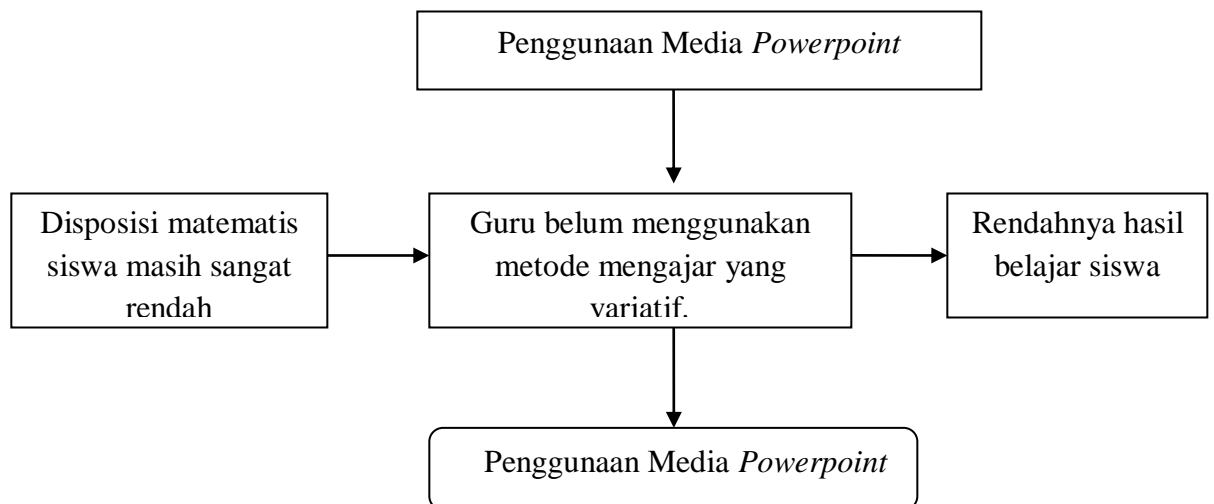 Penggunaan Media Powerpoint
Disposisi matematis
siswa masih sangat
rendah
Guru belum menggunakan
metode mengajar yang
variatif.
Rendahnya hasil
belajar siswa
Penggunaan Media Powerpoint